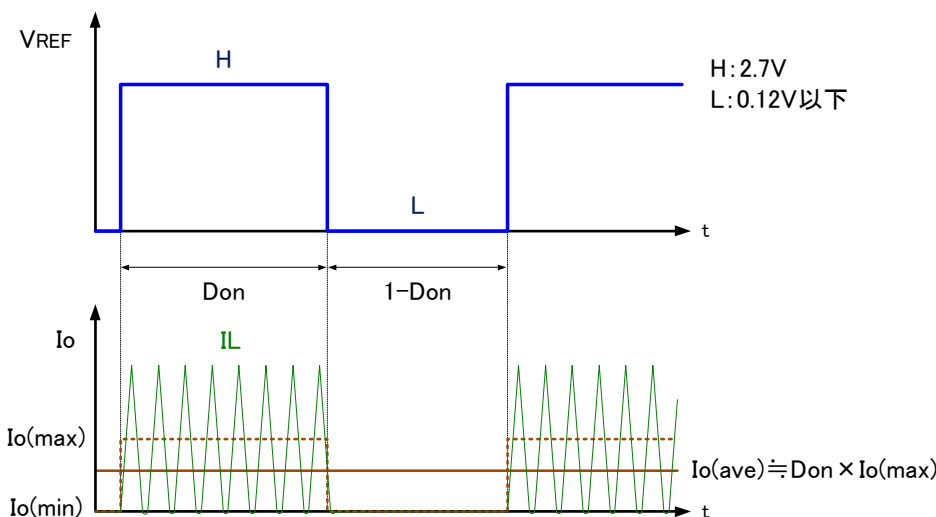 VREF
H
H:2.7V
L:0.12V以下
L
t
Don
1-Don
Io
IL
Io(max)
Io(ave)≒Don×Io(max)
Io(min)
t